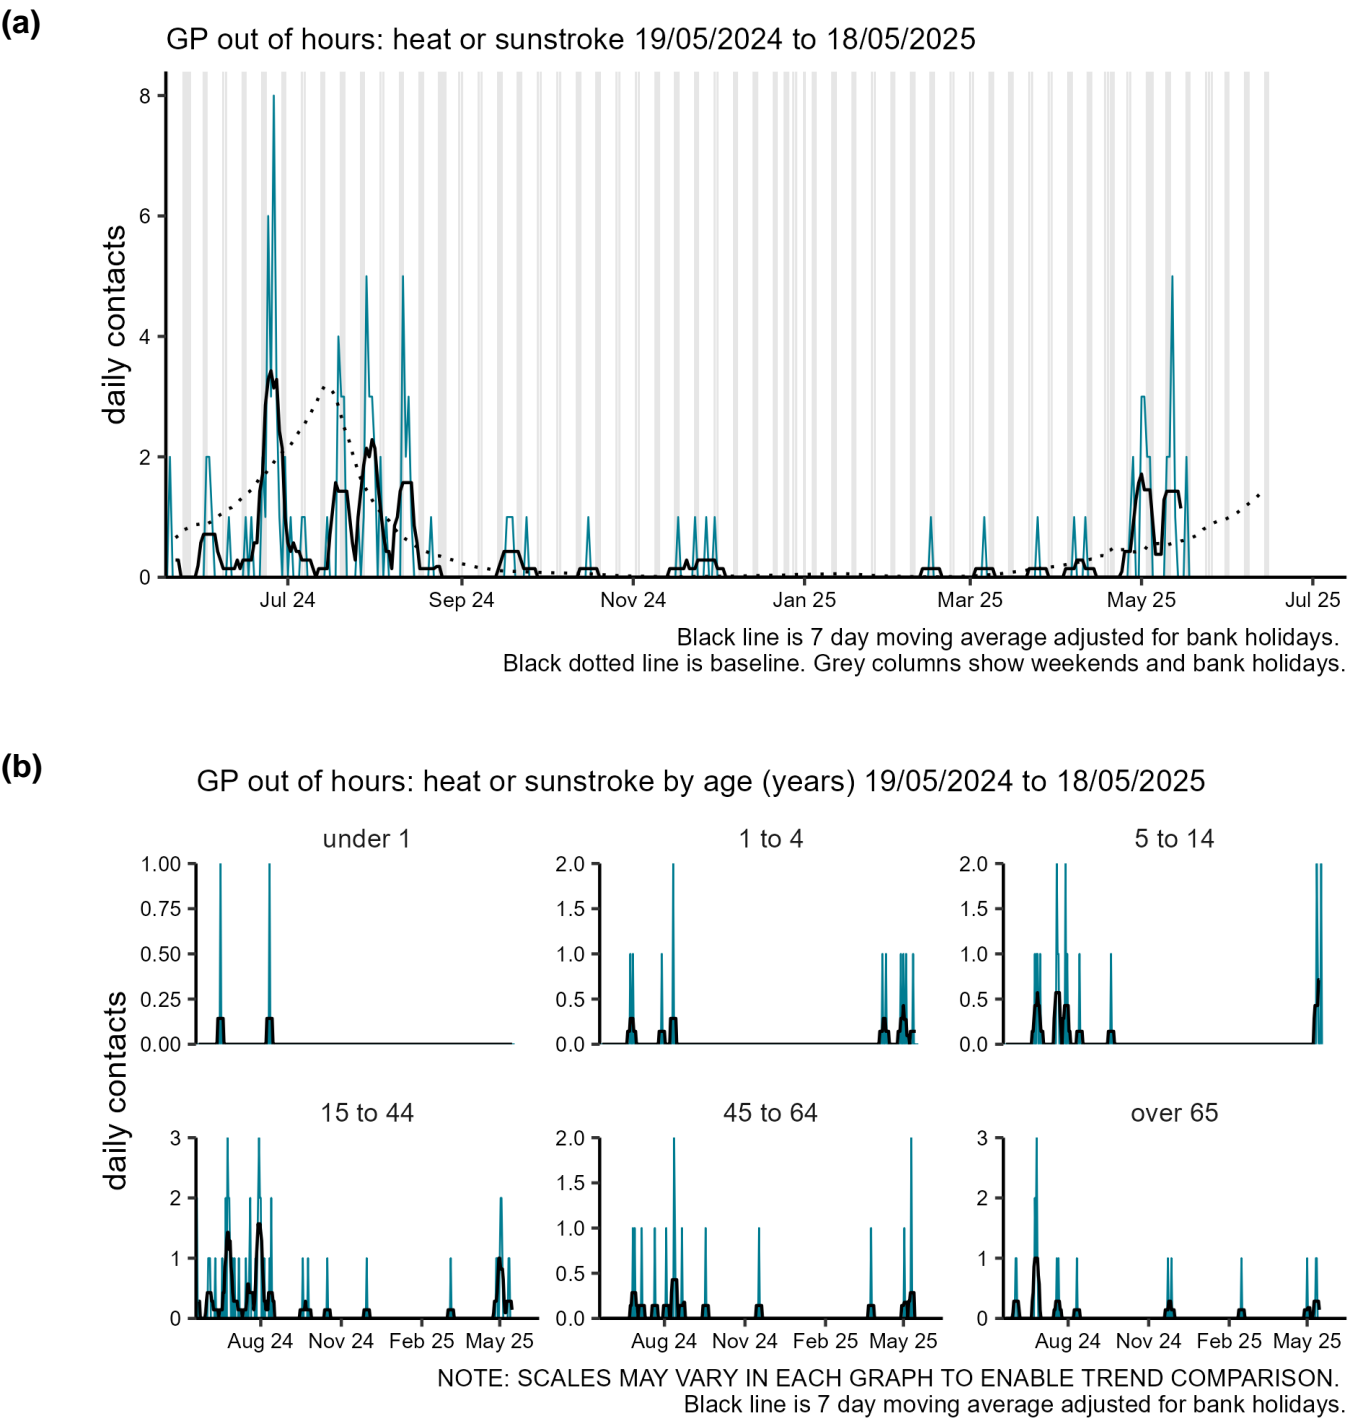 (a)
GP out of hours: heat or sunstroke 19/05/2024 to 18/05/2025
daily contacts
8
6
4
2
0
Jul 24 Sep 24 Nov 24 Jan 25 Mar 25 May 25 Jul 25
Black line is 7 day moving average adjusted for bank holidays.
Black dotted line is baseline. Grey columns show weekends and bank holidays.
(b)
GP out of hours: heat or sunstroke by age (years) 19/05/2024 to 18/05/2025
daily contacts
under 1
1.00
0.75
0.50
0.25
0.00
1 to 4
2.0
1.5
1.0
0.5
0.0
5 to 14
2.0
1.5
1.0
0.5
0.0
15 to 44
3
2
1
0
Aug 24 Nov 24 Feb 25 May 25
45 to 64
2.0
1.5
1.0
0.5
0.0
Aug 24 Nov 24 Feb 25 May 25
over 65
3
2
1
0
Aug 24 Nov 24 Feb 25 May 25
NOTE: SCALES MAY VARY IN EACH GRAPH TO ENABLE TREND COMPARISON.
Black line is 7 day moving average adjusted for bank holidays.